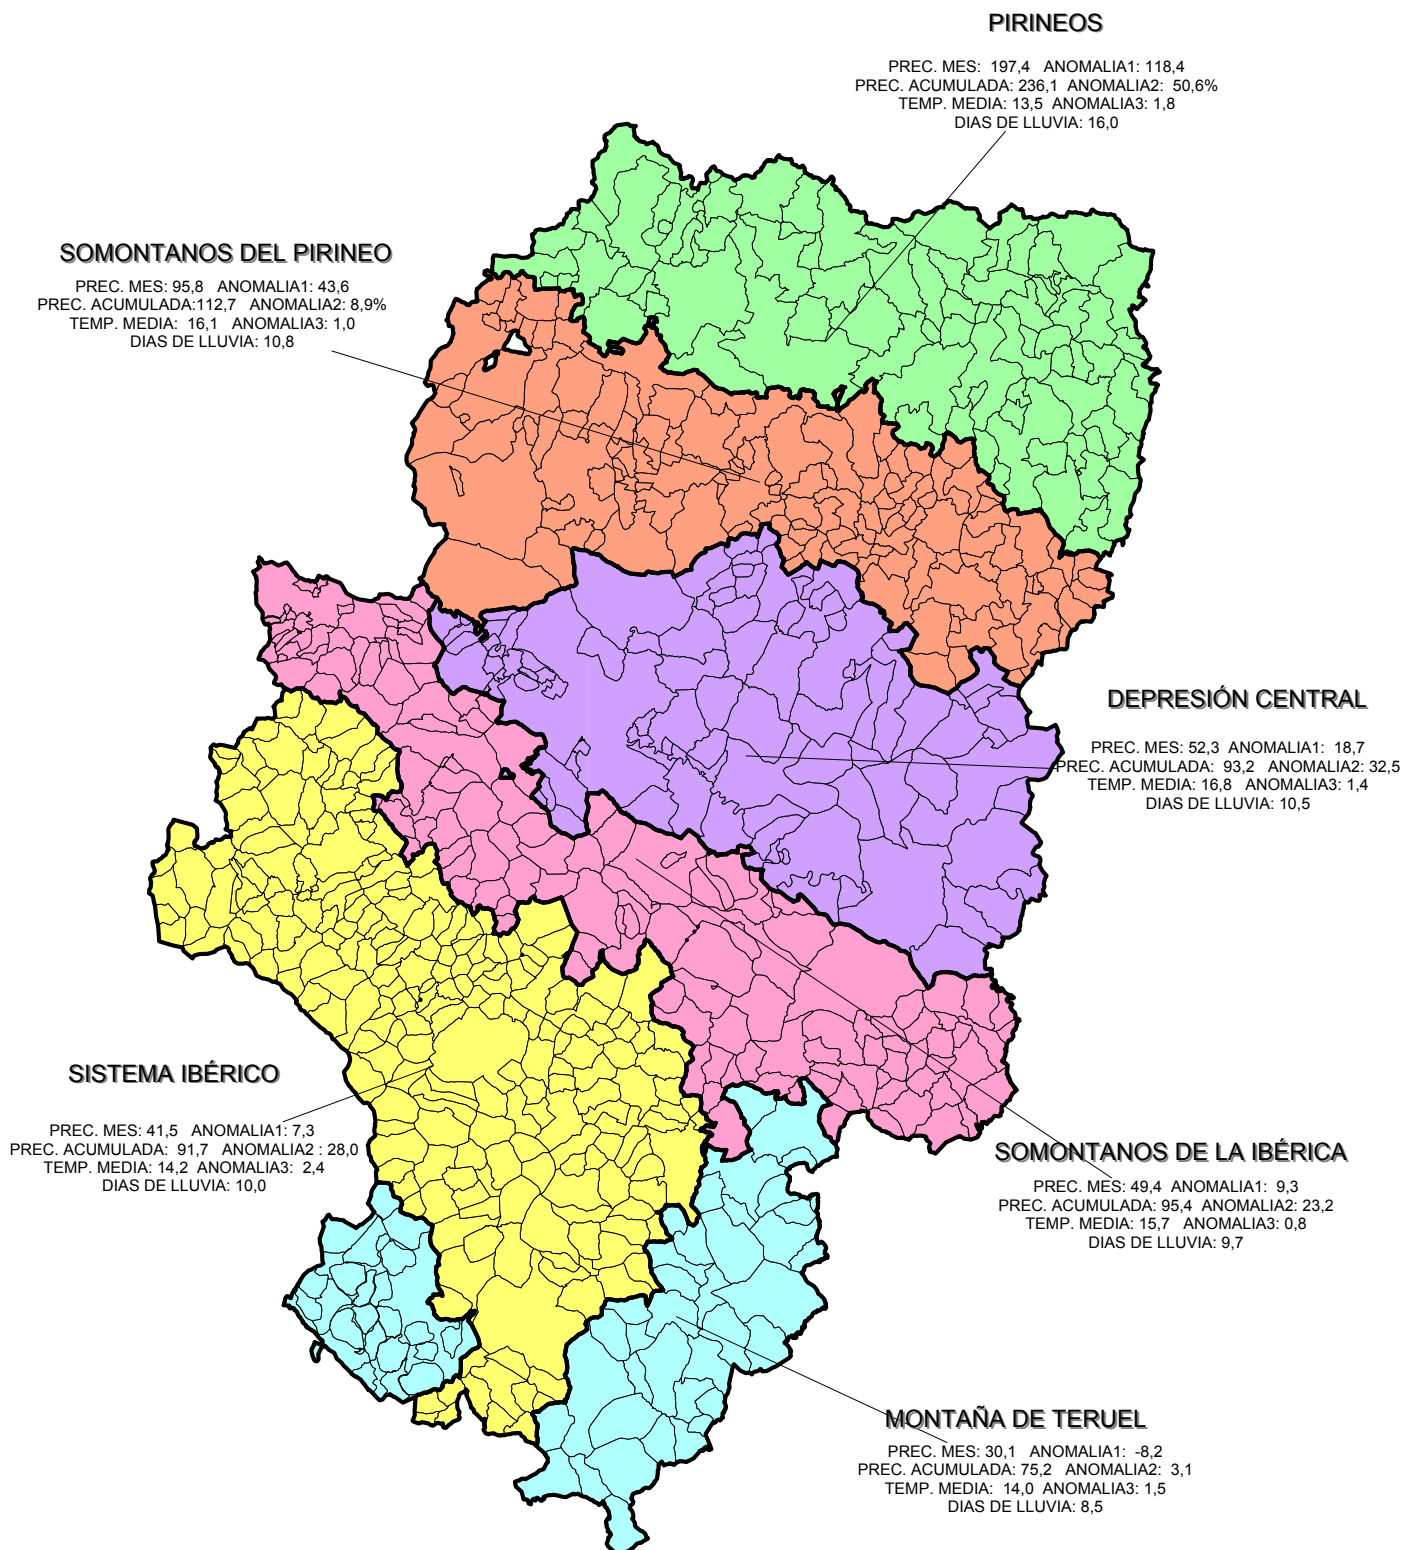 PIRINEOS
PREC. MES: 197,4 ANOMALIA1: 118,4
PREC. ACUMULADA: 236,1 ANOMALIA2: 50,6%
TEMP. MEDIA: 13,5 ANOMALIA3: 1,8
DIAS DE LLUVIA: 16,0
SOMONTANOS DEL PIRINEO
PREC. MES: 95,8 ANOMALIA1: 43,6
PREC. ACUMULADA:112,7 ANOMALIA2: 8,9%
TEMP. MEDIA: 16,1 ANOMALIA3: 1,0
DIAS DE LLUVIA: 10,8
DEPRESIÓN CENTRAL
PREC. MES: 52,3 ANOMALIA1: 18,7
PREC. ACUMULADA: 93,2 ANOMALIA2: 32,5
TEMP. MEDIA: 16,8 ANOMALIA3: 1,4
DIAS DE LLUVIA: 10,5
SISTEMA IBÉRICO
PREC. MES: 41,5 ANOMALIA1: 7,3
PREC. ACUMULADA: 91,7 ANOMALIA2 : 28,0
TEMP. MEDIA: 14,2 ANOMALIA3: 2,4
DIAS DE LLUVIA: 10,0
SOMONTANOS DE LA IBÉRICA
PREC. MES: 49,4 ANOMALIA1: 9,3
PREC. ACUMULADA: 95,4 ANOMALIA2: 23,2
TEMP. MEDIA: 15,7 ANOMALIA3: 0,8
DIAS DE LLUVIA: 9,7
MONTAÑA DE TERUEL
PREC. MES: 30,1 ANOMALIA1: -8,2
PREC. ACUMULADA: 75,2 ANOMALIA2: 3,1
TEMP. MEDIA: 14,0 ANOMALIA3: 1,5
DIAS DE LLUVIA: 8,5